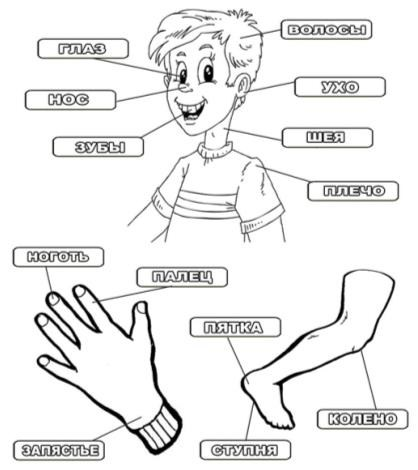 ВОЛОСЫ
ГЛАЗ
УХО
НОС
ШЕЯ
ЗУБЫ
ПЛЕЧО
НОГОТЬ
ПАЛЕЦ
ПЯТКА
КОЛЕНО
ЗАПЯСТЬЕ
СТУПНЯ